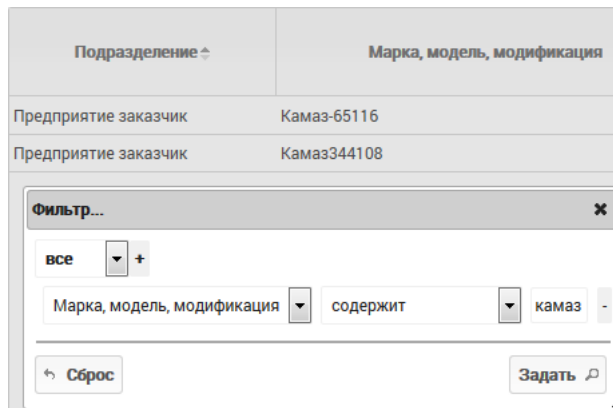 Подразделение Марка, модель, модификация
Предприятие заказчик Камаз-65116
Предприятие заказчик Камаз344108
Фильтр...
все +
Марка, модель, модификация содержит камаз -
Сброс Задать